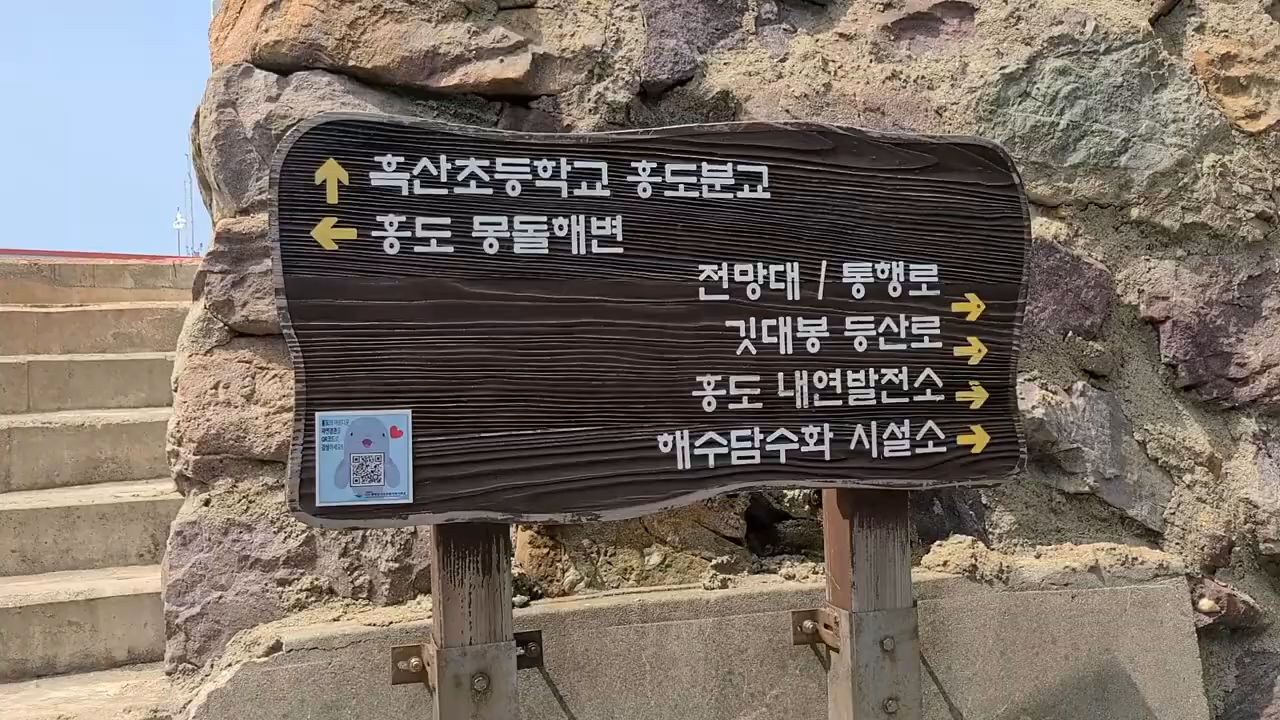 흑산초등학교 홍도분교
홍도 몽돌해변
전망대 / 통행로
깃대봉 등산로
홍도 내연발전소
해수담수화 시설소